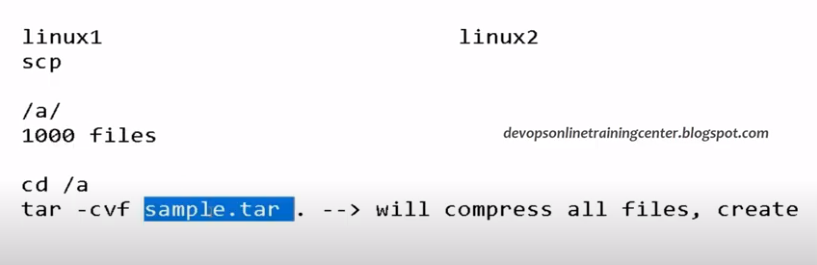 linux1 linux2
scp
/a/
1000 files
devopsonlinetrainingcenter.blogspot.com
cd /a
tar -cvf sample.tar . --> will compress all files, create